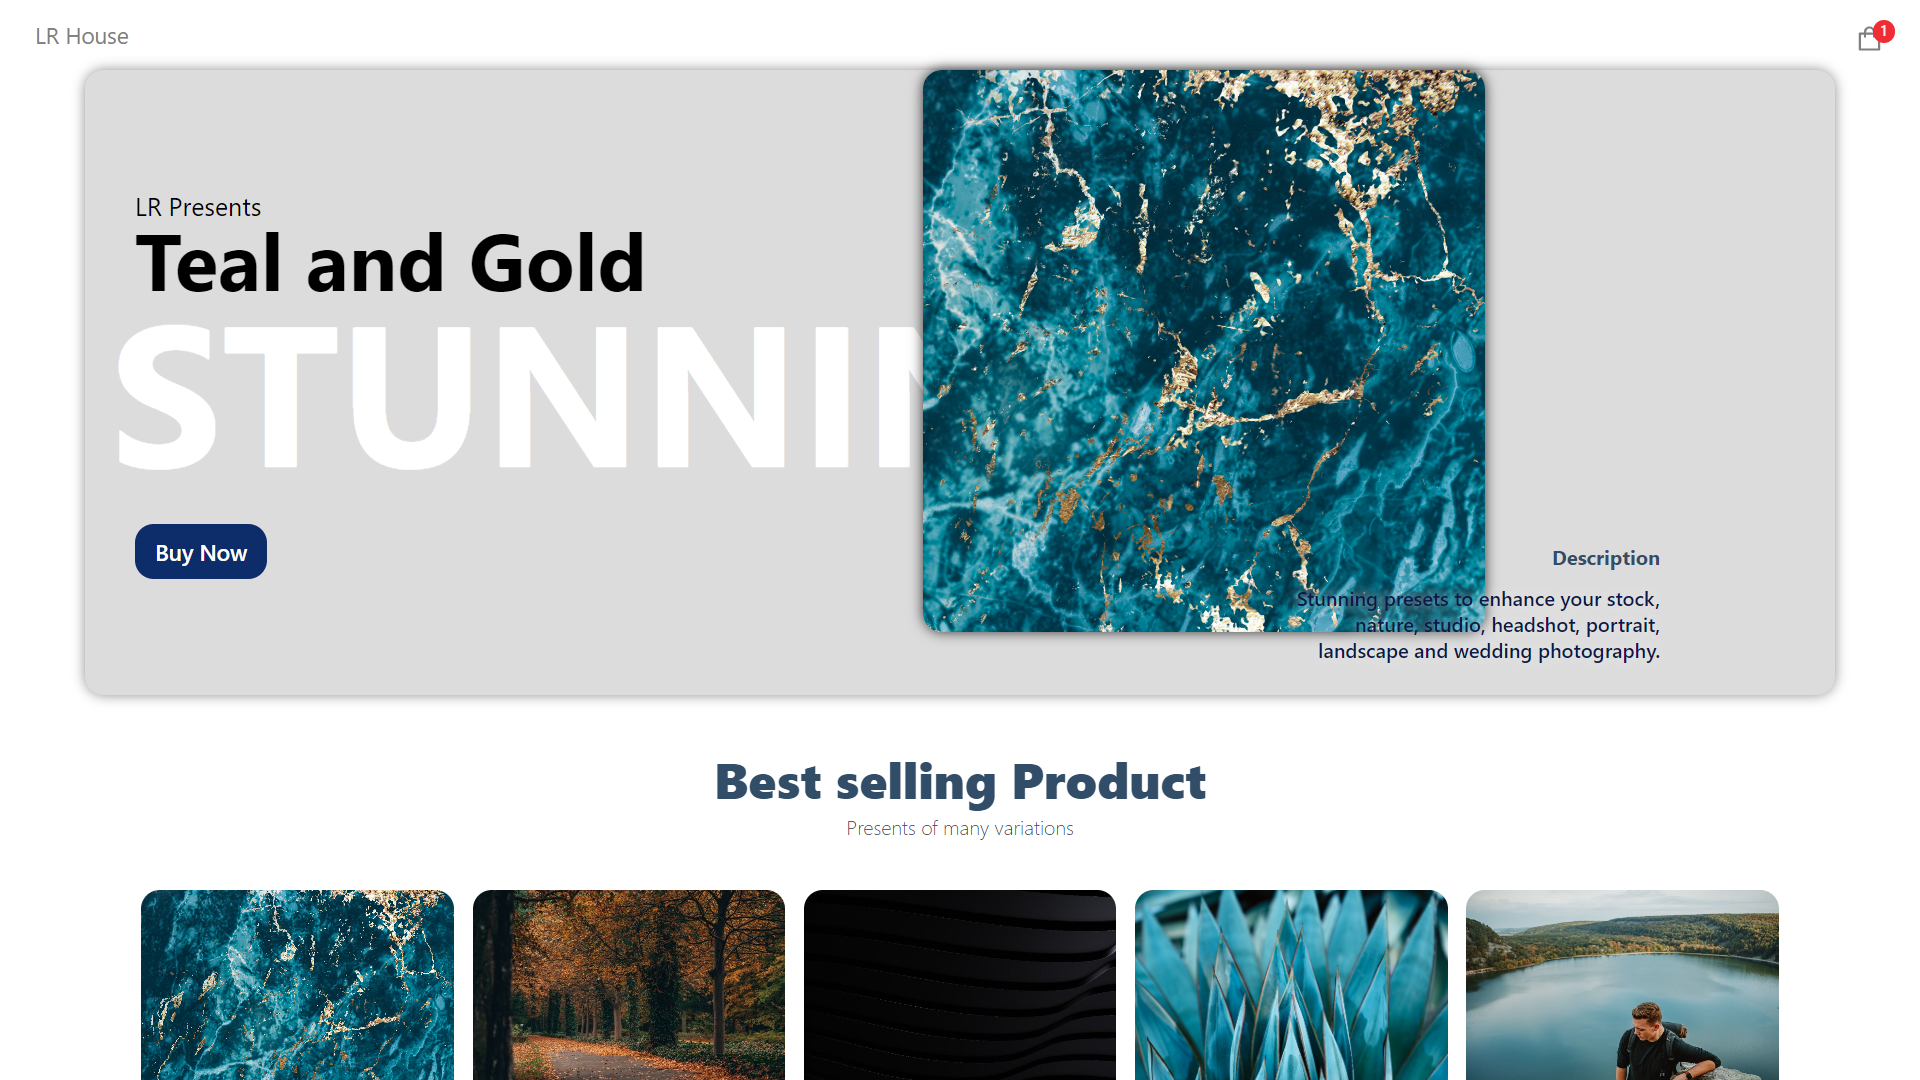 LR House
1
LR Presents
Teal and Gold
STUNNIN
Buy Now
Description
Stunning presets to enhance your stock,
nature, studio, headshot, portrait,
landscape and wedding photography.
Best selling Product
Presents of many variations